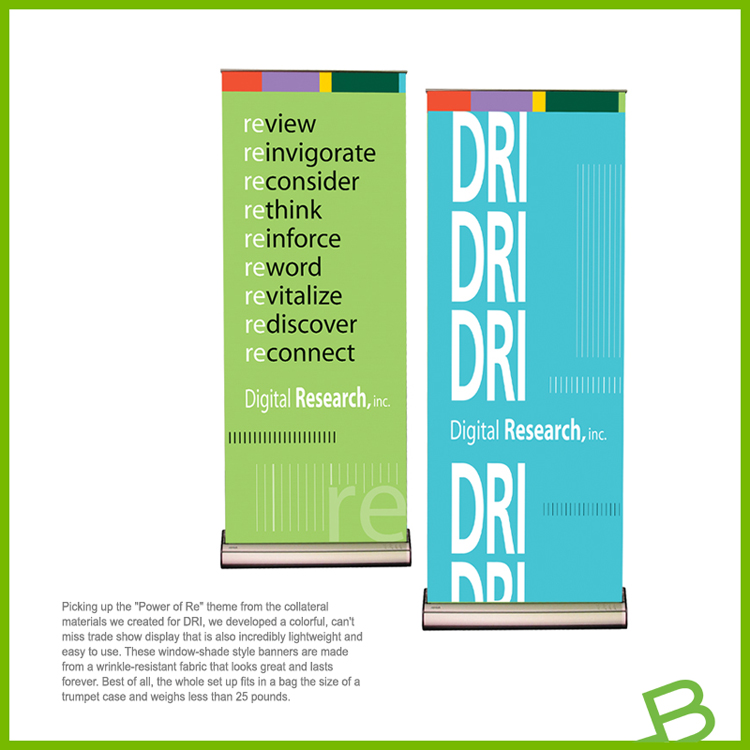 review
reinvigorate
reconsider
rethink
reinforce
reword
revitalize
rediscover
reconnect
Digital Research, inc.
re
DRI
DRI
DRI
Digital Research, inc.
DRI
DRI
Picking up the "Power of Re" theme from the collateral
materials we created for DRI, we developed a colorful, can't
miss trade show display that is also incredibly lightweight and
easy to use. These window-shade style banners are made
from a wrinkle-resistant fabric that looks great and lasts
forever. Best of all, the whole set up fits in a bag the size of a
trumpet case and weighs less than 25 pounds.
B